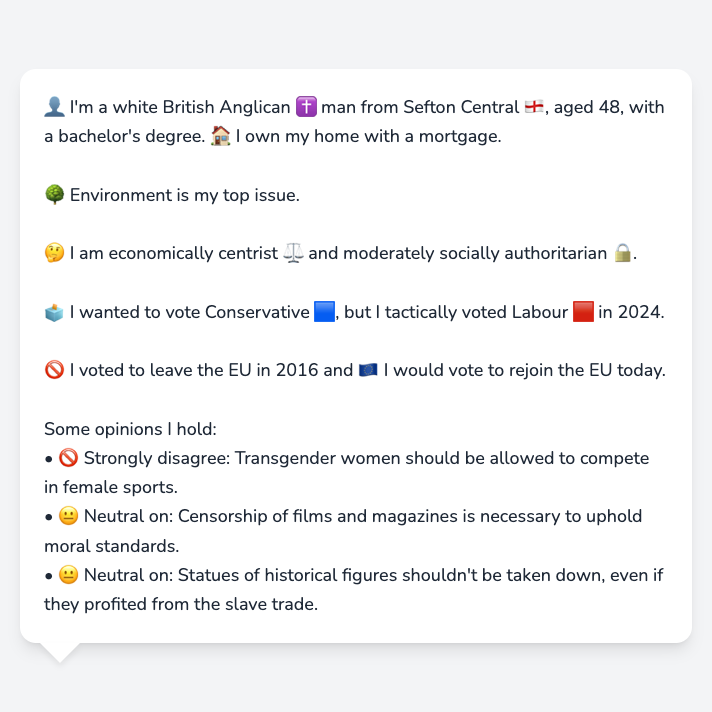 👤 I'm a white British Anglican ✝️ man from Sefton Central 🏴󠁧󠁢󠁥󠁮󠁧󠁿, aged 48, with
a bachelor's degree. 🏠 I own my home with a mortgage.
🌳 Environment is my top issue.
🤔 I am economically centrist ⚖️ and moderately socially authoritarian 🔒.
🗳️ I wanted to vote Conservative 🟦, but I tactically voted Labour 🟥 in 2024.
🚫 I voted to leave the EU in 2016 and 🇪🇺 I would vote to rejoin the EU today.
Some opinions I hold:
• 🚫 Strongly disagree: Transgender women should be allowed to compete
in female sports.
• 😐 Neutral on: Censorship of films and magazines is necessary to uphold
moral standards.
• 😐 Neutral on: Statues of historical figures shouldn't be taken down, even if
they profited from the slave trade.